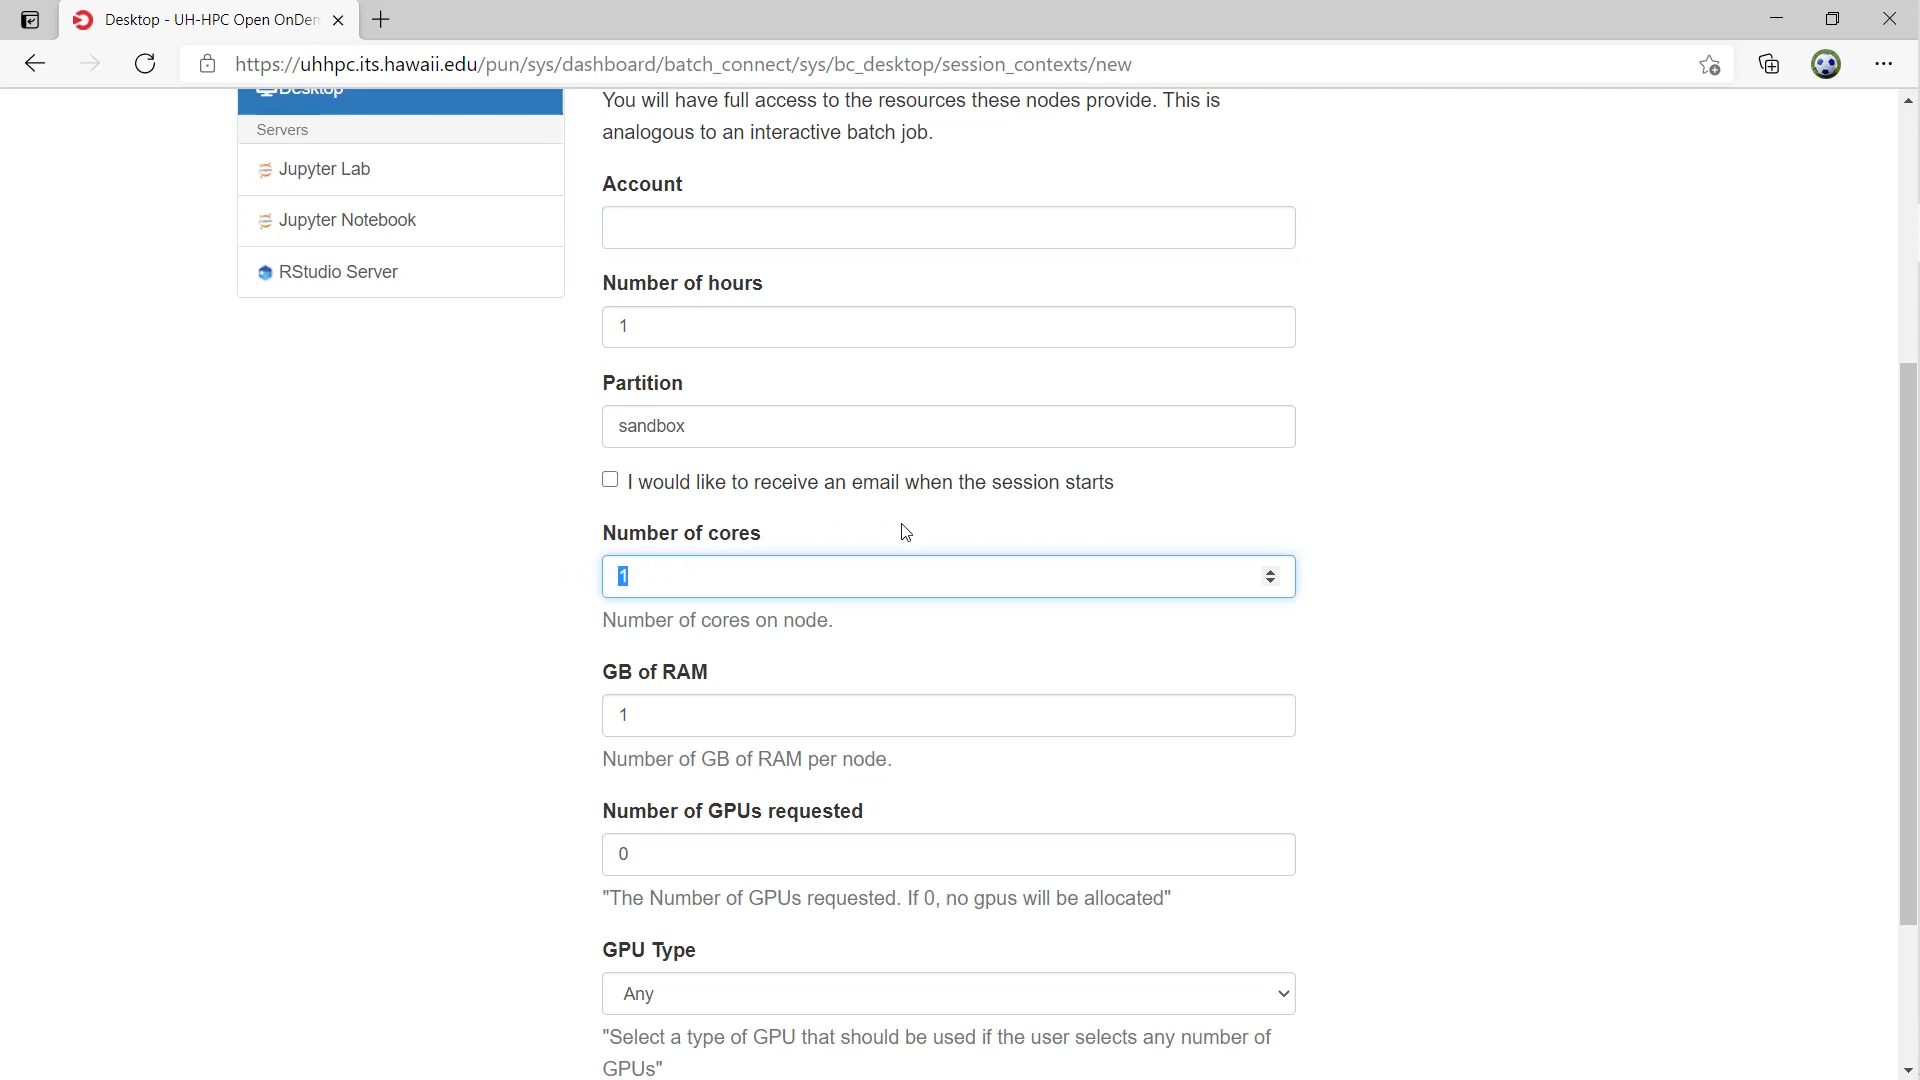 Desktop - UH-HPC Open OnDem
https://uhhpc.its.hawaii.edu/pun/sys/dashboard/batch_connect/sys/bc_desktop/session_contexts/new
Desktop
Servers
Jupyter Lab
Jupyter Notebook
RStudio Server
You will have full access to the resources these nodes provide. This is
analogous to an interactive batch job.
Account
Number of hours
1
Partition
sandbox
I would like to receive an email when the session starts
Number of cores
1
Number of cores on node.
GB of RAM
1
Number of GB of RAM per node.
Number of GPUs requested
0
"The Number of GPUs requested. If 0, no gpus will be allocated"
GPU Type
Any
"Select a type of GPU that should be used if the user selects any number of
GPUs"